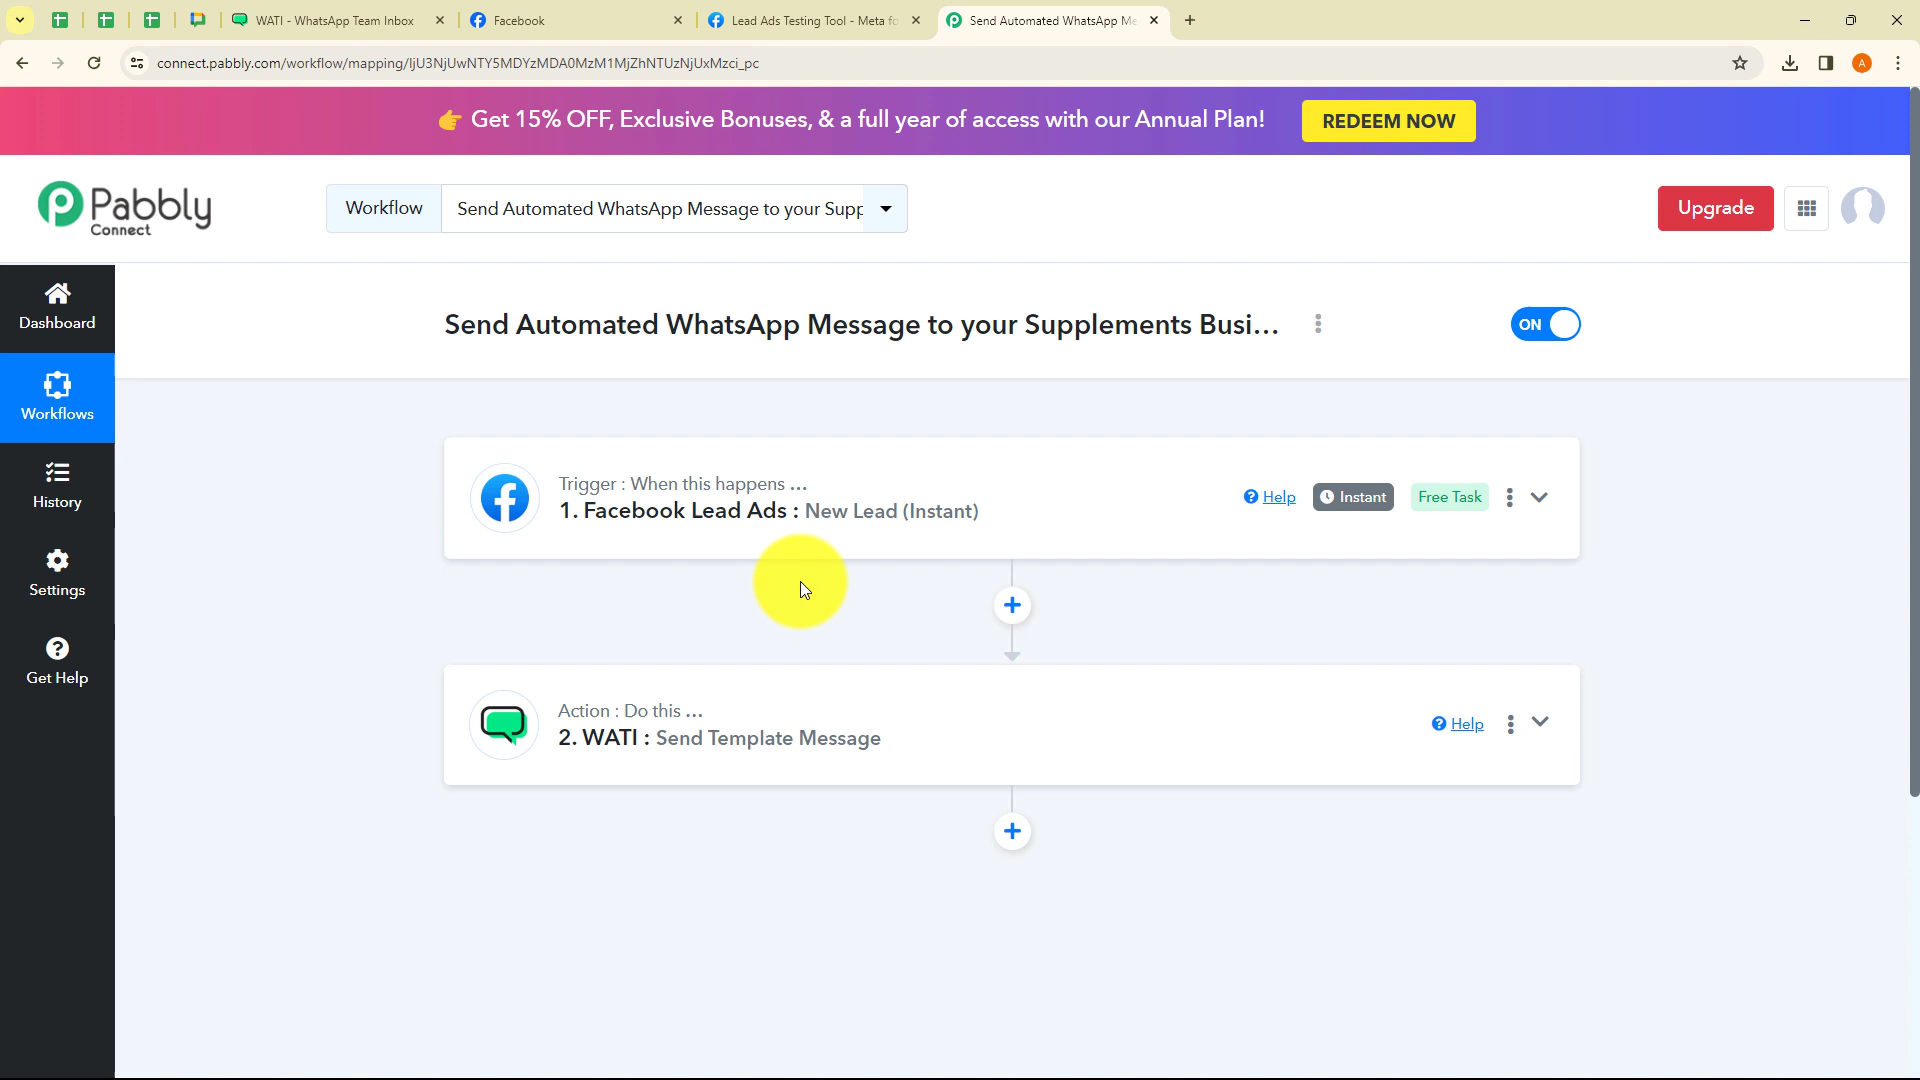 WATI - WhatsApp Team Inbox
Facebook
Lead Ads Testing Tool - Meta fo
Send Automated WhatsApp Me
connect.pabbly.com/workflow/mapping/IjU3NjUwNTY5MDYzMDA0MzM1MjZhNTUzNjUxMzci_pc
A
👉 Get 15% OFF, Exclusive Bonuses, & a full year of access with our Annual Plan!
REDEEM NOW
Pabbly
Connect
Workflow
Send Automated WhatsApp Message to your Supp
Upgrade
Dashboard
Workflows
History
Settings
Get Help
Send Automated WhatsApp Message to your Supplements Busi...
ON
Trigger : When this happens ...
1. Facebook Lead Ads : New Lead (Instant)
Help
Instant
Free Task
Action : Do this ...
2. WATI : Send Template Message
Help